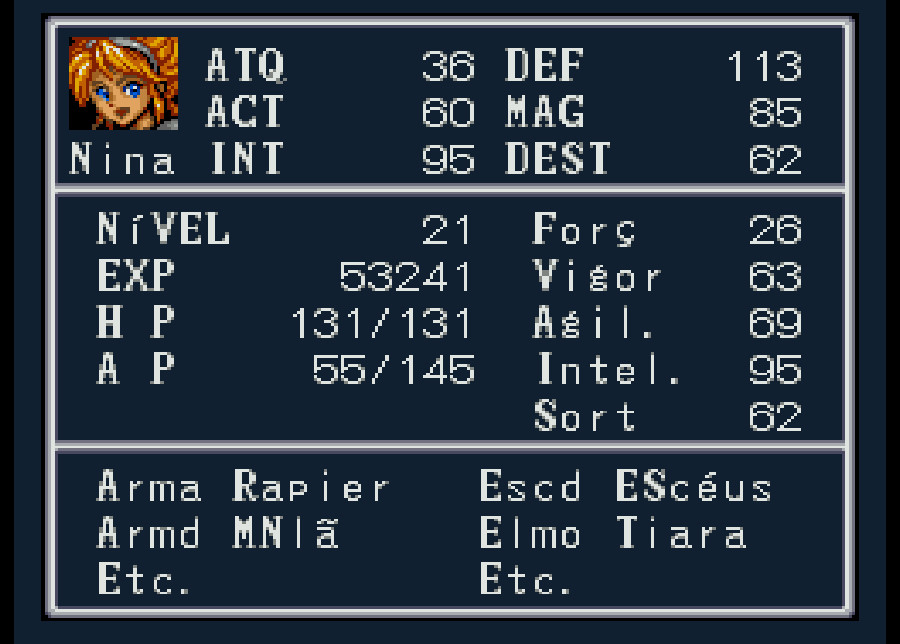 ATQ 36 DEF 113
ACT 60 MAG 85
Nina INT 95 DEST 62
NíVEL 21 Forç 26
EXP 53241 Vigor 63
H P 131/131 Agil. 69
A P 55/145 Intel. 95
Sort 62
Arma Rapier Escd EScéus
Armd MNlã Elmo Tiara
Etc. Etc.